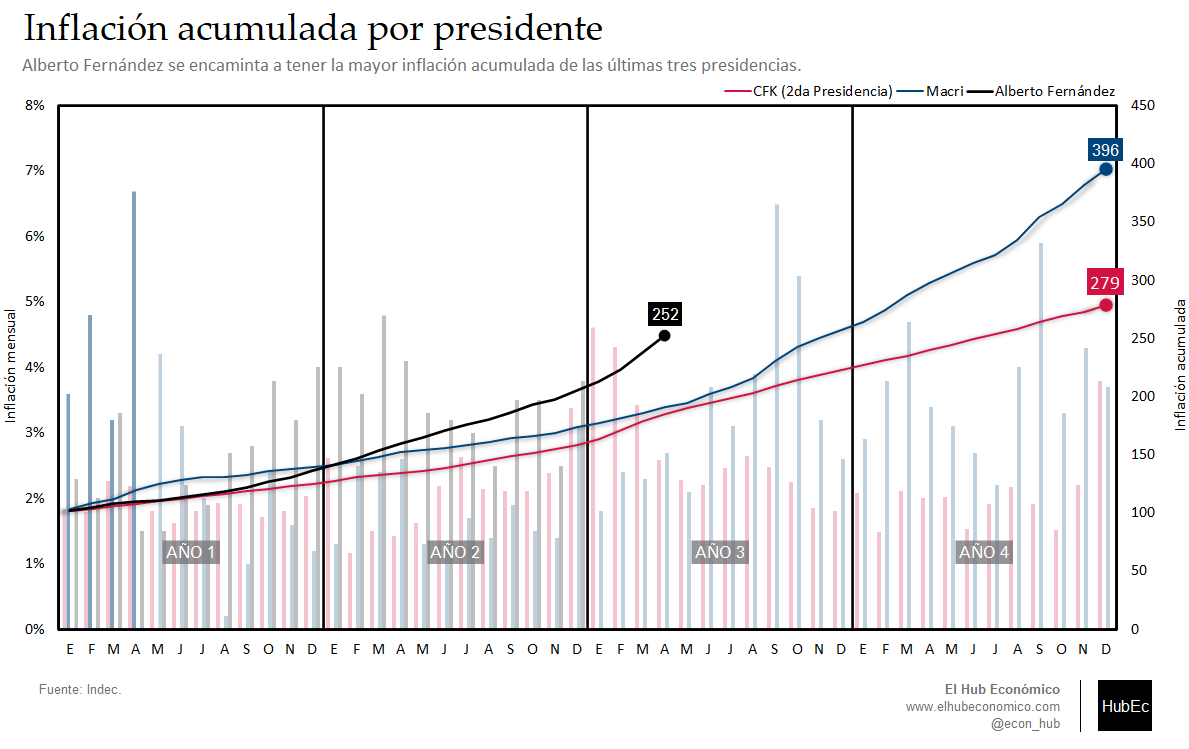 Inflación acumulada por presidente
Alberto Fernández se encaminta a tener la mayor inflación acumulada de las últimas tres presidencias.
CFK (2da Presidencia) Macri Alberto Fernández
8% 450
7% 400
6% 350
5% 300
4% 250
3% 200
2% 150
1% 100
0% 50
0
Inflación mensual
Inflación acumulada
396
279
252
AÑO 1 AÑO 2 AÑO 3 AÑO 4
E F M A M J J A S O N D E F M A M J J A S O N D E F M A M J J A S O N D E F M A M J J A S O N D
Fuente: Indec.
El Hub Económico
www.elhubeconomico.com
@econ_hub
HubEc